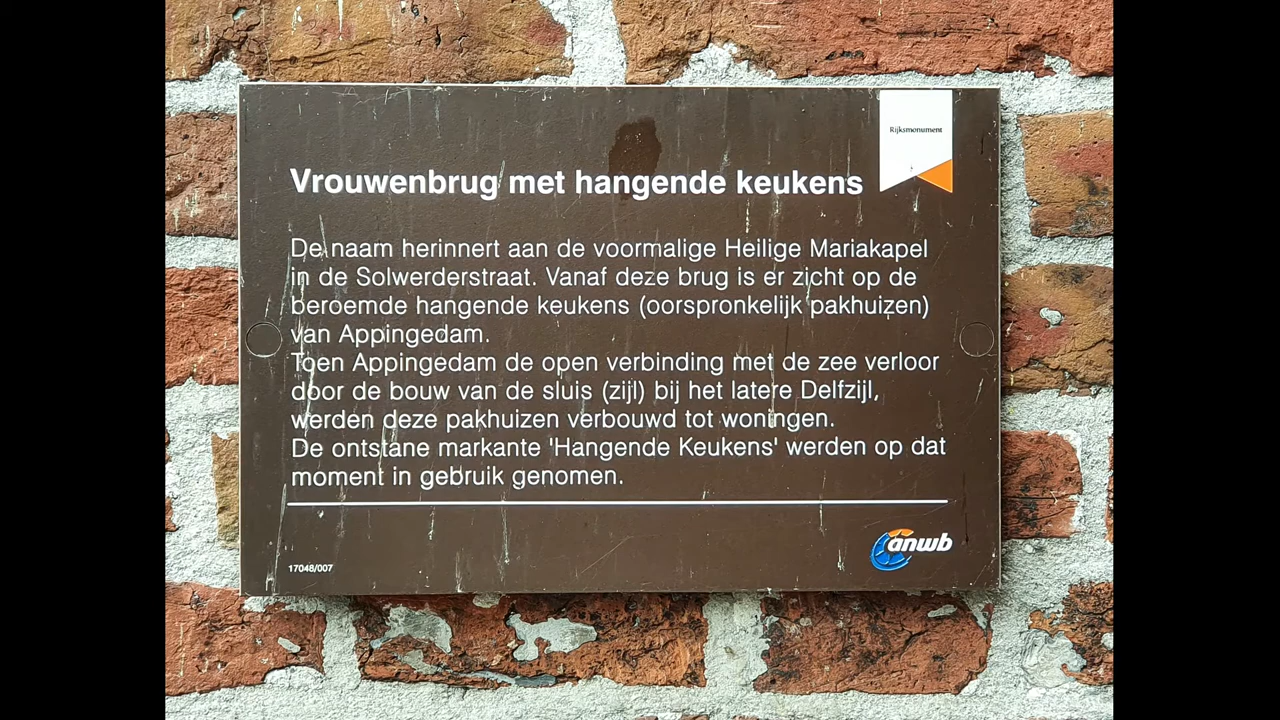 Rijksmonument
Vrouwenbrug met hangende keukens
De naam herinnert aan de voormalige Heilige Mariakapel
in de Solwerderstraat. Vanaf deze brug is er zicht op de
beroemde hangende keukens (oorspronkelijk pakhuizen)
van Appingedam.
Toen Appingedam de open verbinding met de zee verloor
door de bouw van de sluis (zijl) bij het latere Delfzijl,
werden deze pakhuizen verbouwd tot woningen.
De ontstane markante 'Hangende Keukens' werden op dat
moment in gebruik genomen.
anwb
17048/007